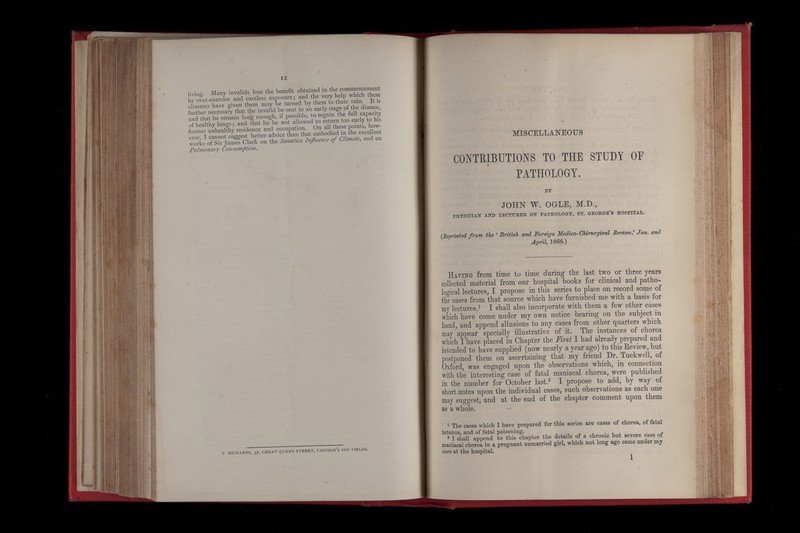 12
living. Many invalids lose the benefit obtained in the commencement
by over-exercise and careless exposure; and the very help which these
climates have given them may be turned by them to their ruin. It is
further necessary that the invalid be sent in an early stage of the disease,
and that he remain long enough, if possible, to regain the full capacity
of healthy lungs; and that he be not allowed to return too early to his
former unhealthy residence and occupation. On all these points, how-
ever, I cannot suggest better advice than that embodied in the excellent
works of Sir James Clark on the Sanative Influence of Climate, and on
Pulmonary Consumption.
T. RICHARDS, 37, GREAT QUEEN STREET, LINCOLN'S INN FIELDS.
MISCELLANEOUS
CONTRIBUTIONS TO THE STUDY OF
PATHOLOGY.
BY
JOHN W. OGLE, M.D.,
PHYSICIAN AND LECTURER ON PATHOLOGY, ST. GEORGE'S HOSPITAL.
(Reprinted from the 'British and Foreign Medico-Chirurgical Review,' Jan. and
April, 1868.)
HAVING from time to time during the last two or three years
collected material from our hospital books for clinical and patho-
logical lectures, I propose in this series to place on record some of
the cases from that source which have furnished me with a basis for
my lectures.¹ I shall also incorporate with them a few other cases
which have come under my own notice bearing on the subject in
hand, and append allusions to any cases from other quarters which
may appear specially illustrative of it. The instances of chorea
which I have placed in Chapter the First I had already prepared and
intended to have supplied (now nearly a year ago) to this Review, but
postponed them on ascertaining that my friend Dr. Tuckwell, of
Oxford, was engaged upon the observations which, in connection
with the interesting case of fatal maniacal chorea, were published
in the number for October last.² I propose to add, by way of
short notes upon the individual cases, such observations as each one
may suggest, and at the end of the chapter comment upon them
as a whole.
¹ The cases which I have prepared for this series are cases of chorea, of fatal
tetanus, and of fatal poisoning.
² I shall append to this chapter the details of a chronic but severe case of
maniacal chorea in a pregnant unmarried girl, which not long ago came under my
care at the hospital.
1